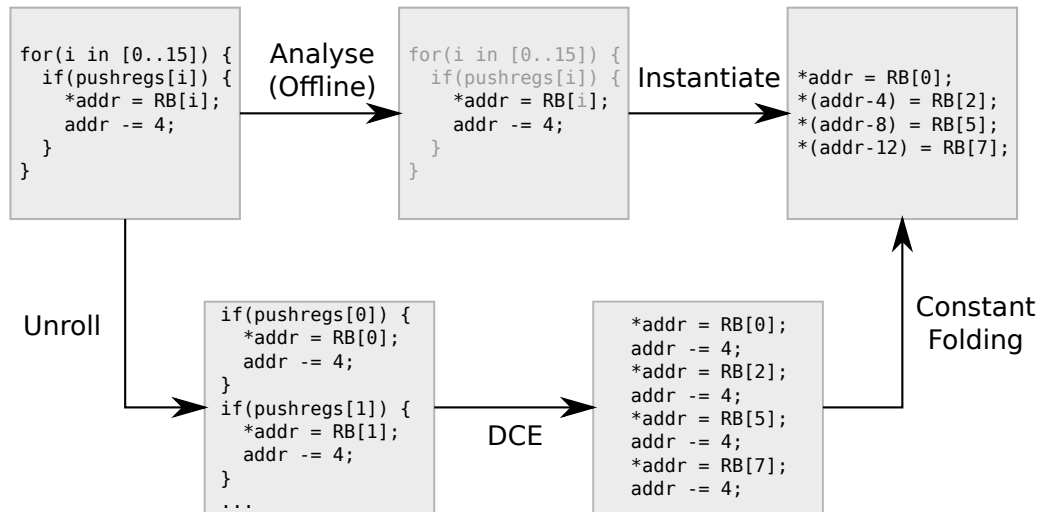 for(i in [0..15]) {
  if(pushregs[i]) {
    *addr = RB[i];
    addr -= 4;
  }
}
Analyse
(Offline)
for(i in [0..15]) {
  if(pushregs[i]) {
    *addr = RB[i];
    addr -= 4;
  }
}
Instantiate
*addr = RB[0];
*(addr-4) = RB[2];
*(addr-8) = RB[5];
*(addr-12) = RB[7];
Unroll
if(pushregs[0]) {
  *addr = RB[0];
  addr -= 4;
}
if(pushregs[1]) {
  *addr = RB[1];
  addr -= 4;
}
...
DCE
*addr = RB[0];
addr -= 4;
*addr = RB[2];
addr -= 4;
*addr = RB[5];
addr -= 4;
*addr = RB[7];
addr -= 4;
Constant
Folding